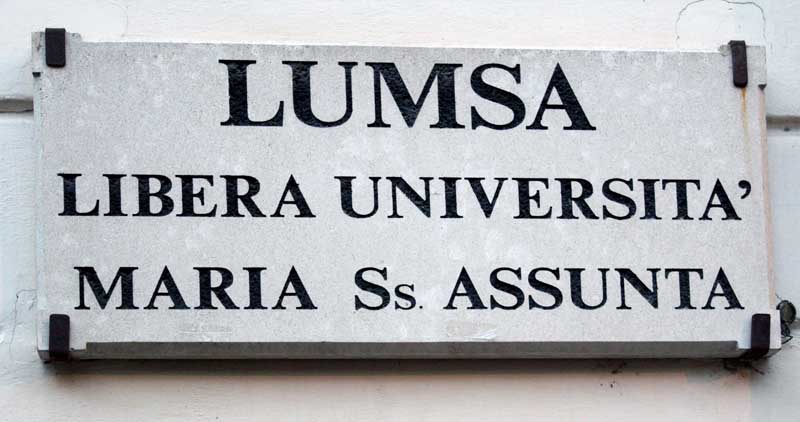 LUMSA
LIBERA UNIVERSITA'
MARIA Ss. ASSUNTA